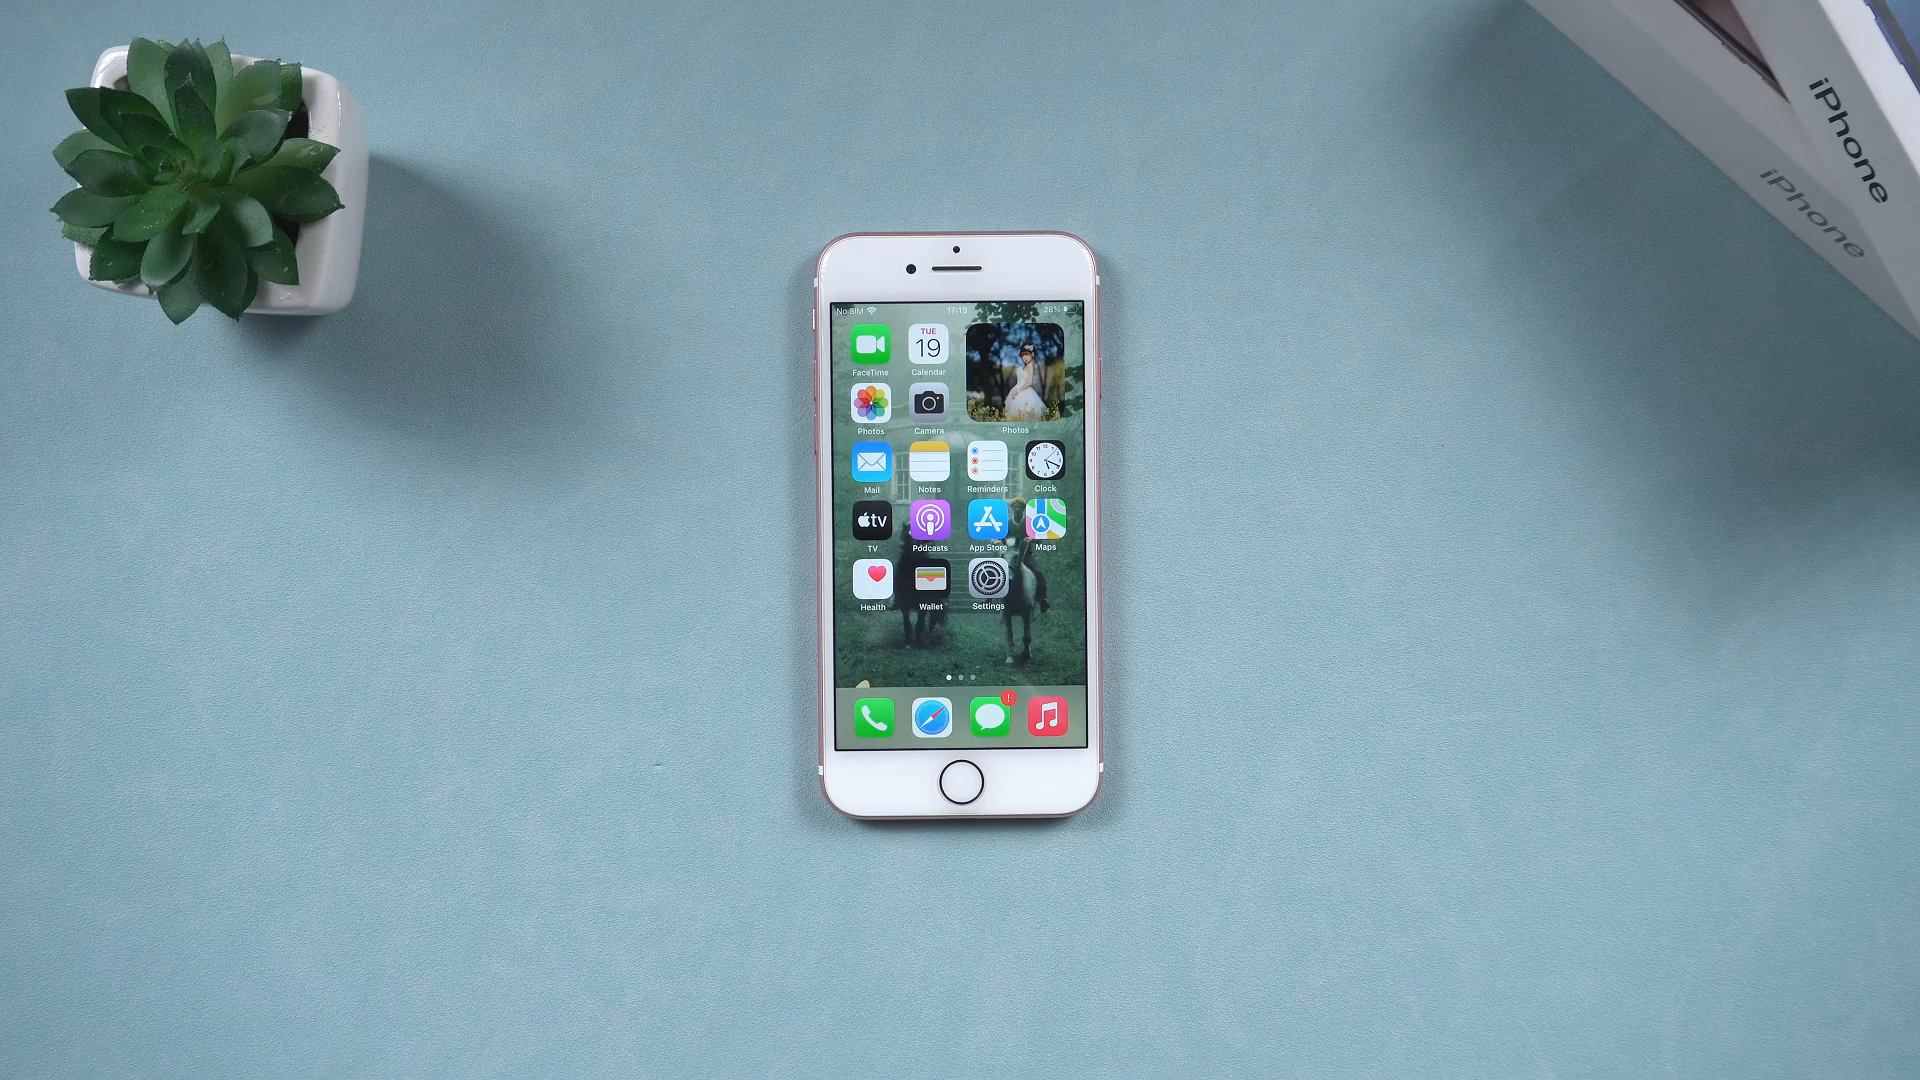 iPhone
iPhone
No SIM 17:19 28%
TUE
19
FaceTime Calendar
Photos Camera Photos
Mail Notes Reminders Clock
tv
TV Podcasts App Store Maps
Health Wallet Settings
!